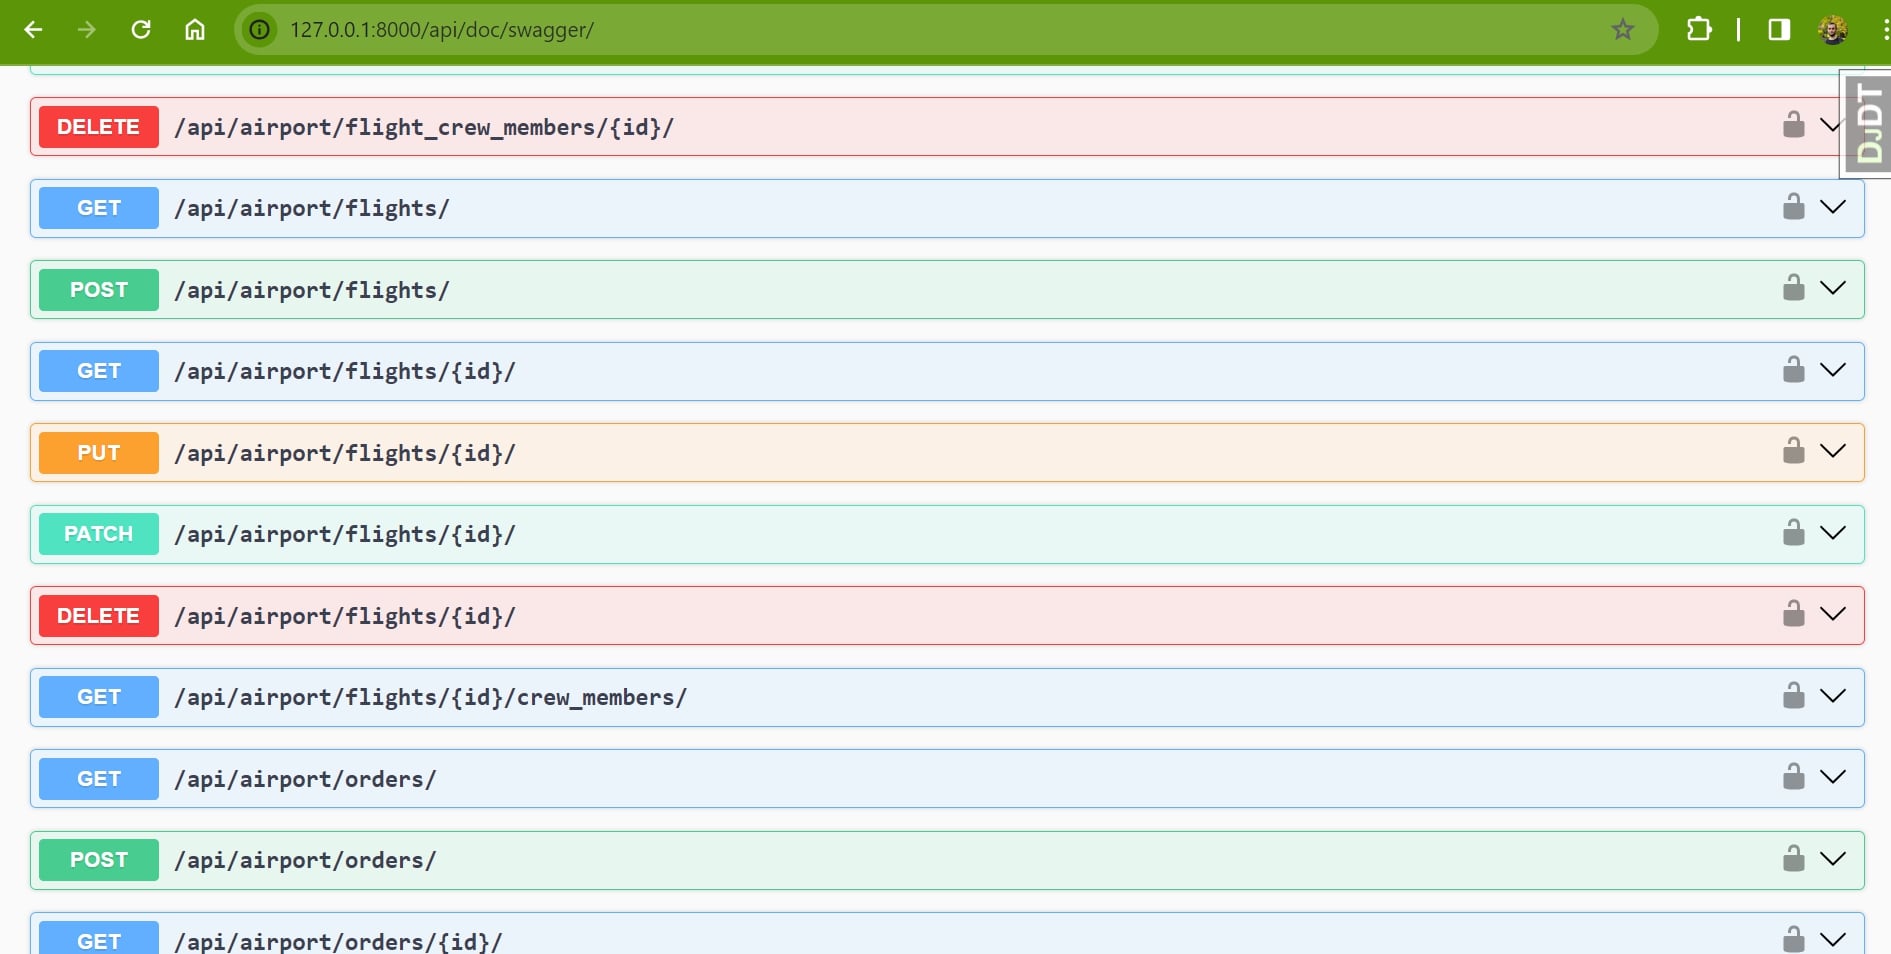 127.0.0.1:8000/api/doc/swagger/
DjDT
DELETE /api/airport/flight_crew_members/{id}/
GET /api/airport/flights/
POST /api/airport/flights/
GET /api/airport/flights/{id}/
PUT /api/airport/flights/{id}/
PATCH /api/airport/flights/{id}/
DELETE /api/airport/flights/{id}/
GET /api/airport/flights/{id}/crew_members/
GET /api/airport/orders/
POST /api/airport/orders/
GET /api/airport/orders/{id}/